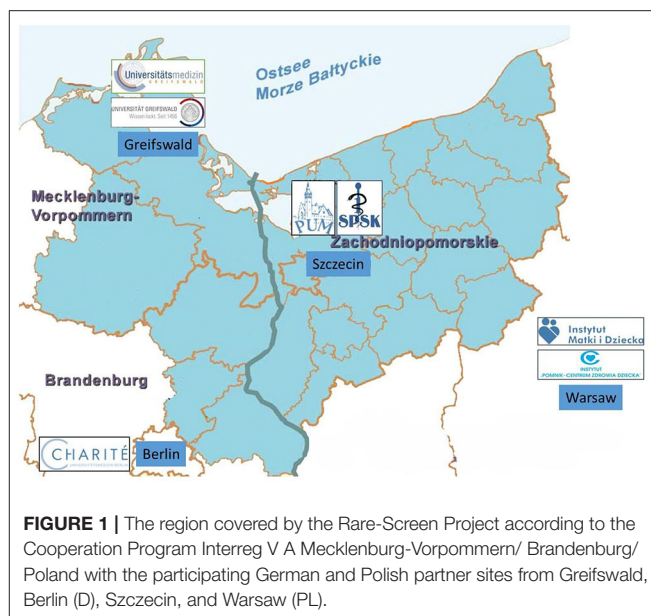 Ostsee
Morze Bałtyckie
Universitätsmedizin
GREIFSWALD
UNIVERSITÄT GREIFSWALD
Wissen lockt. Seit 1456
Greifswald
Mecklenburg-
Vorpommern
PUM
SPSK
Zachodniopomorskie
Szczecin
Instytut
Matki i Dziecka
INSTYTUT
„POMNIK - CENTRUM ZDROWIA DZIECKA”
Warsaw
Brandenburg
CHARITÉ
UNIVERSITÄTSMEDIZIN BERLIN
Berlin
FIGURE 1 | The region covered by the Rare-Screen Project according to the
Cooperation Program Interreg V A Mecklenburg-Vorpommern/ Brandenburg/
Poland with the participating German and Polish partner sites from Greifswald,
Berlin (D), Szczecin, and Warsaw (PL).